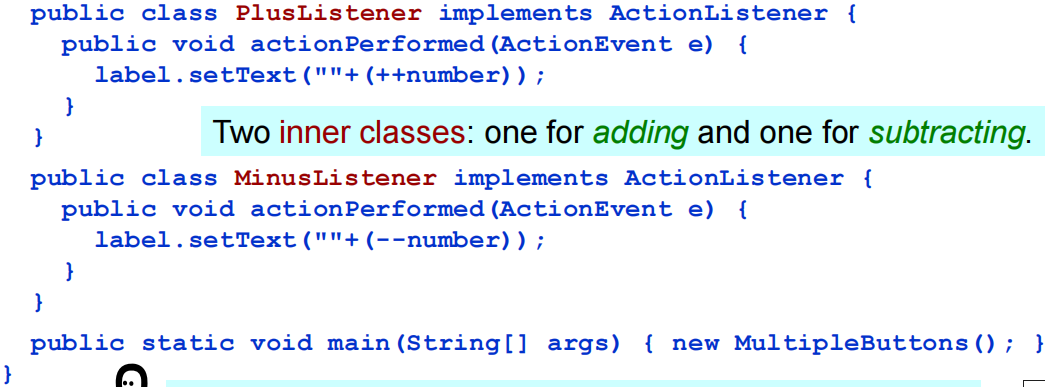 public class PlusListener implements ActionListener {
public void actionPerformed(ActionEvent e) {
label.setText(""+(++number));
}
}
Two inner classes: one for adding and one for subtracting.
public class MinusListener implements ActionListener {
public void actionPerformed(ActionEvent e) {
label.setText(""+(--number));
}
}
public static void main(String[] args) { new MultipleButtons(); }
}